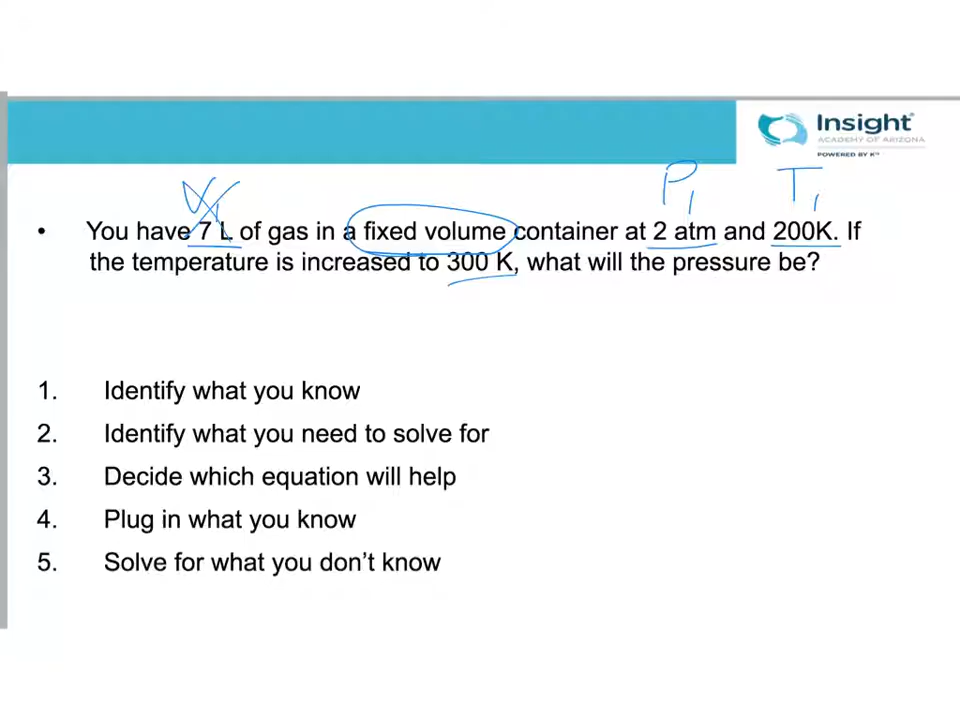 Insight
ACADEMY OF ARIZONA
POWERED BY K¹²
V1 P1 T1
• You have 7 L of gas in a fixed volume container at 2 atm and 200K. If
the temperature is increased to 300 K, what will the pressure be?
1. Identify what you know
2. Identify what you need to solve for
3. Decide which equation will help
4. Plug in what you know
5. Solve for what you don’t know